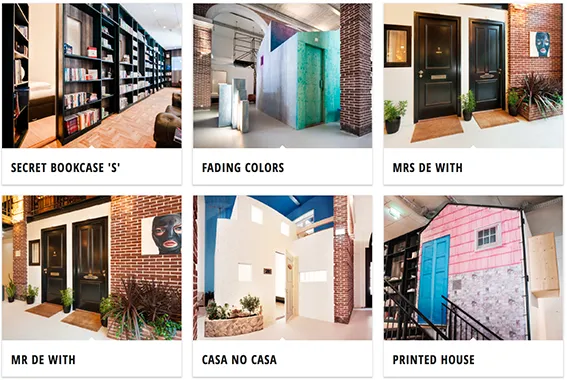 SECRET BOOKCASE 'S'
FADING COLORS
MRS DE WITH
MR DE WITH
CASA NO CASA
PRINTED HOUSE